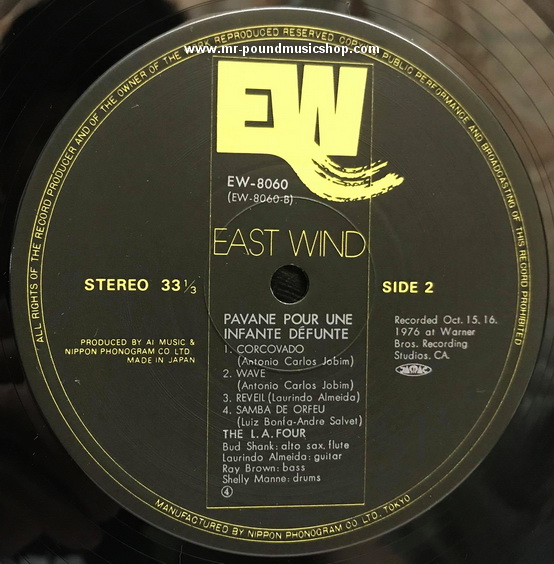 www.mr-poundmusicshop.com
ALL RIGHTS OF THE RECORD PRODUCER AND OF THE OWNER OF THE WORK REPRODUCED RESERVED COPYING PUBLIC PERFORMANCE AND BROADCASTING OF THIS RECORD PROHIBITED
EW
EW-8060
(EW-8060-B)
EAST WIND
STEREO 33⅓
SIDE 2
PAVANE POUR UNE
INFANTE DÉFUNTE
1. CORCOVADO
(Antonio Carlos Jobim)
2. WAVE
(Antonio Carlos Jobim)
3. REVEIL (Laurindo Almeida)
4. SAMBA DE ORFEU
(Luiz Bonfa-Andre Salvet)
THE L.A. FOUR
Bud Shank: alto sax, flute
Laurindo Almeida: guitar
Ray Brown: bass
Shelly Manne: drums
④
PRODUCED BY AI MUSIC &
NIPPON PHONOGRAM CO. LTD.
MADE IN JAPAN
Recorded Oct. 15, 16,
1976 at Warner
Bros. Recording
Studios, CA.
JASRAC
MANUFACTURED BY NIPPON PHONOGRAM CO. LTD., TOKYO